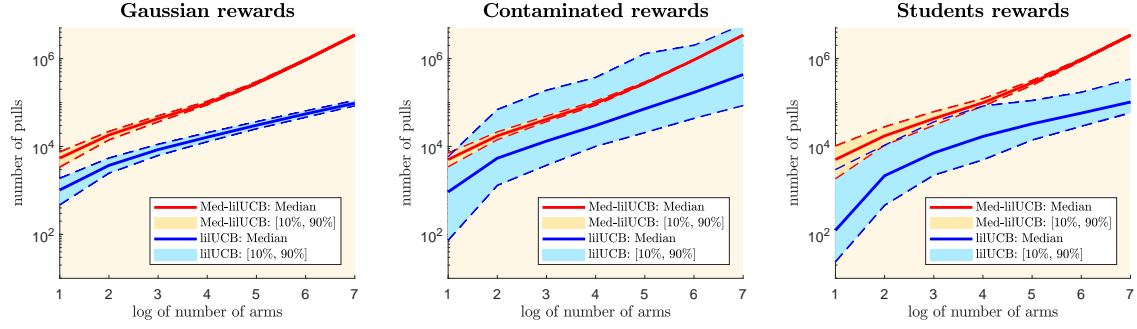 Gaussian rewards
number of pulls
10^6
10^4
10^2
Med-lilUCB: Median
Med-lilUCB: [10%, 90%]
lilUCB: Median
lilUCB: [10%, 90%]
1 2 3 4 5 6 7
log of number of arms
Contaminated rewards
number of pulls
10^6
10^4
10^2
Med-lilUCB: Median
Med-lilUCB: [10%, 90%]
lilUCB: Median
lilUCB: [10%, 90%]
1 2 3 4 5 6 7
log of number of arms
Students rewards
number of pulls
10^6
10^4
10^2
Med-lilUCB: Median
Med-lilUCB: [10%, 90%]
lilUCB: Median
lilUCB: [10%, 90%]
1 2 3 4 5 6 7
log of number of arms